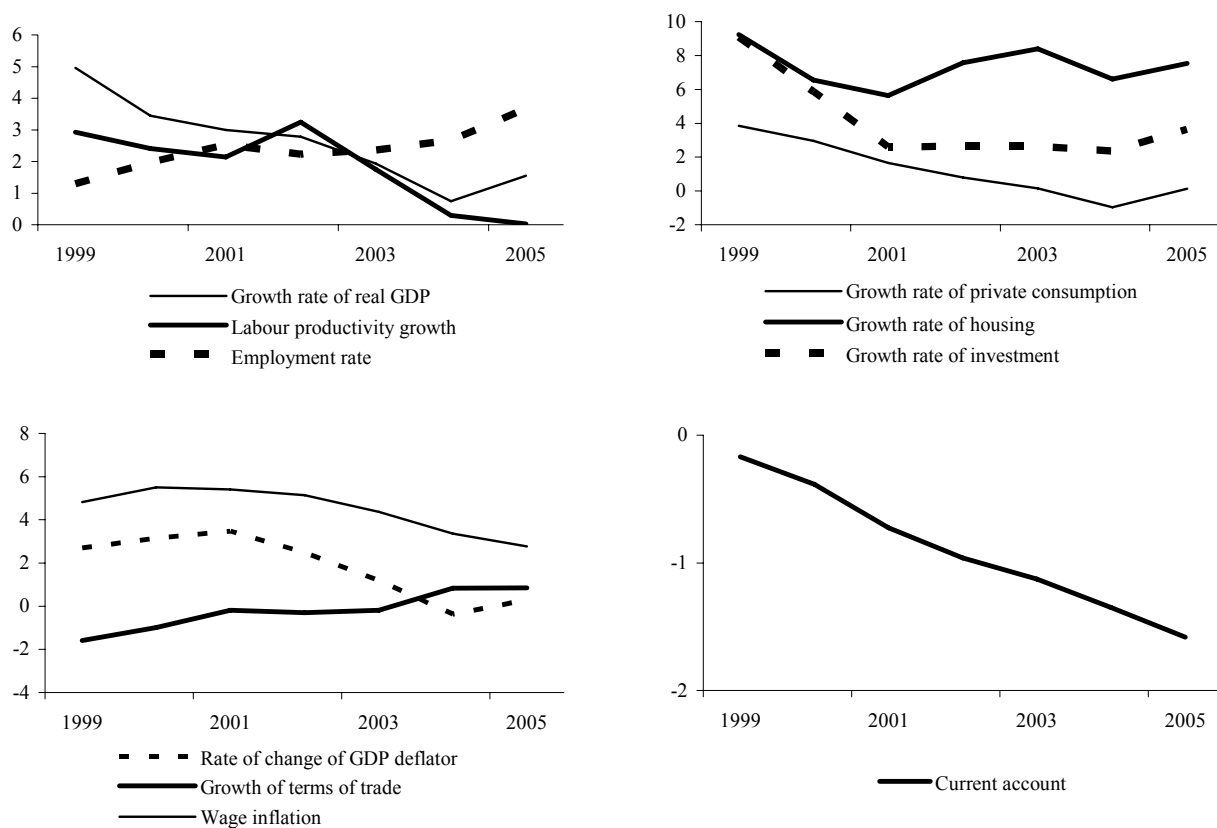 6
5
4
3
2
1
0
1999 2001 2003 2005
Growth rate of real GDP
Labour productivity growth
Employment rate
10
8
6
4
2
0
-2
1999 2001 2003 2005
Growth rate of private consumption
Growth rate of housing
Growth rate of investment
8
6
4
2
0
-2
-4
1999 2001 2003 2005
Rate of change of GDP deflator
Growth of terms of trade
Wage inflation
0
-1
-2
1999 2001 2003 2005
Current account